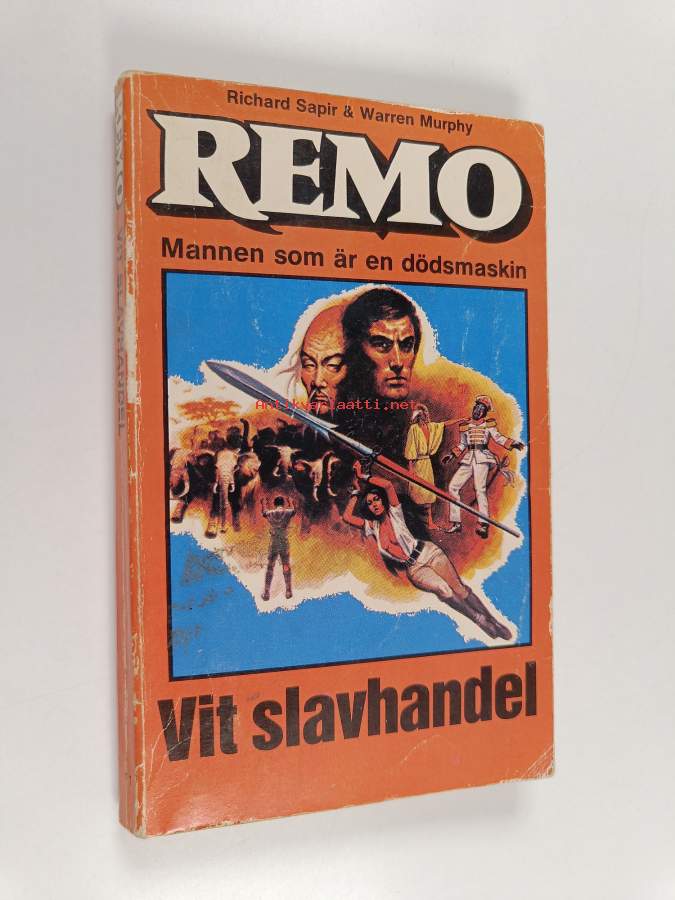 Richard Sapir & Warren Murphy
REMO
Mannen som är en dödsmaskin
Antikvariaatti.net
Vit slavhandel
REMO VIT SLAVHANDEL